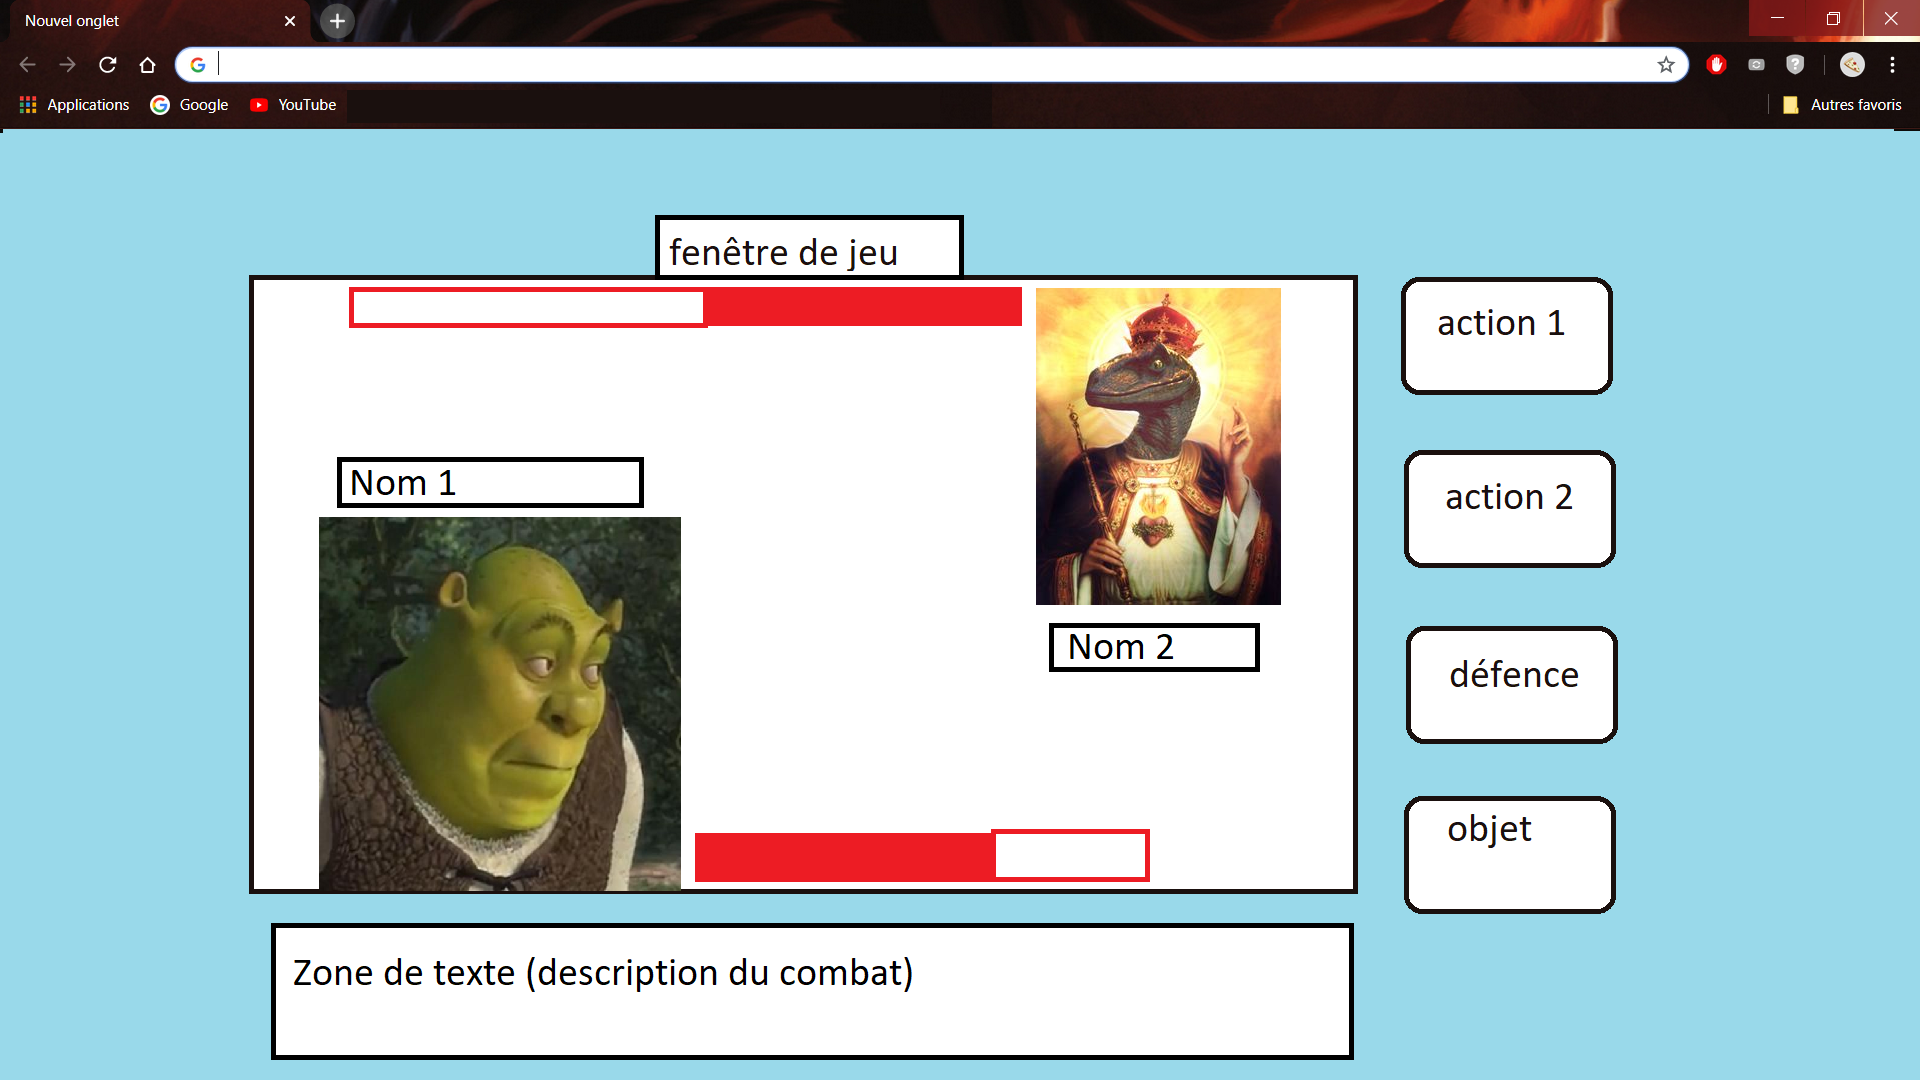 Nouvel onglet
Applications
Google
YouTube
Autres favoris
fenêtre de jeu
action 1
Nom 1
action 2
Nom 2
défence
objet
Zone de texte (description du combat)